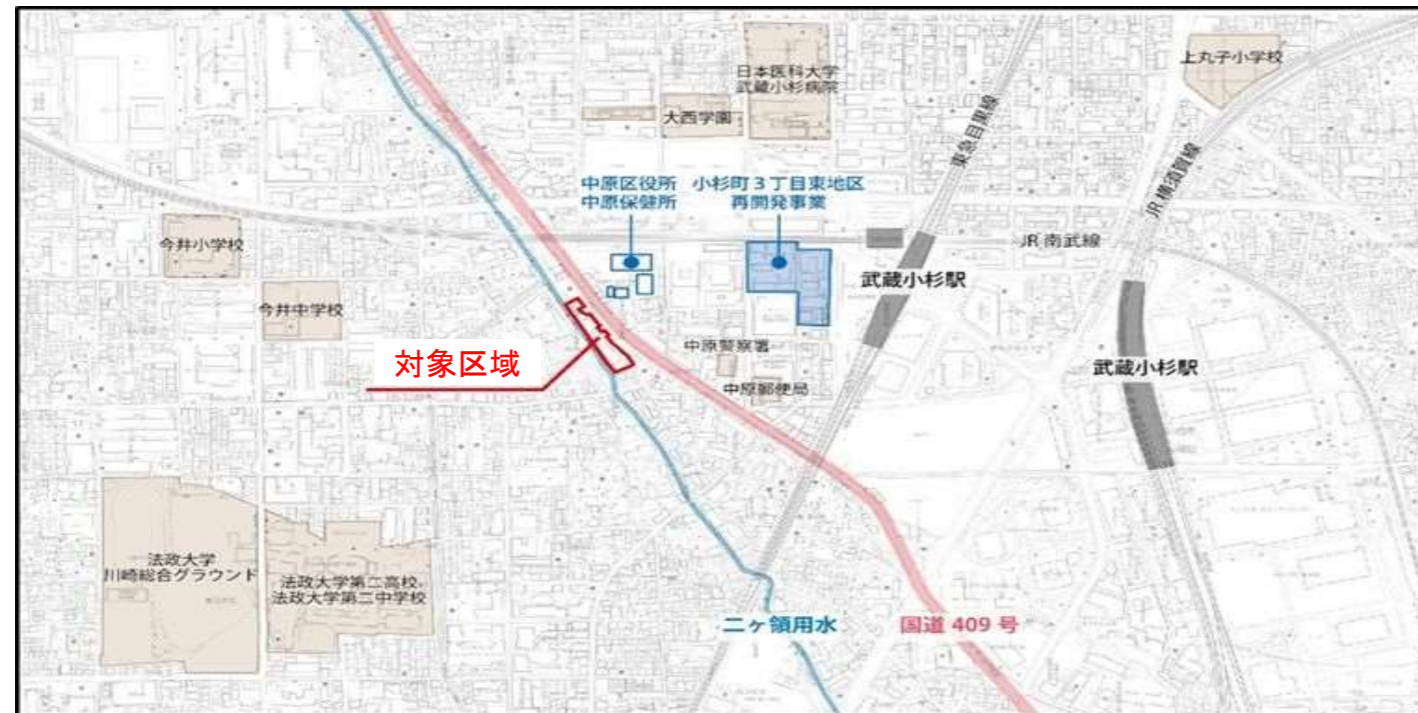 上丸子小学校
日本医科大学
武蔵小杉病院
大西学園
東急目黒線
JR 横須賀線
中原区役所
中原保健所
小杉町3丁目東地区
再開発事業
今井小学校
JR 南武線
武蔵小杉駅
今井中学校
中原警察署
対象区域
武蔵小杉駅
中原郵便局
法政大学
川崎総合グラウンド
法政大学第二高校、
法政大学第二中学校
二ヶ領用水
国道 409 号